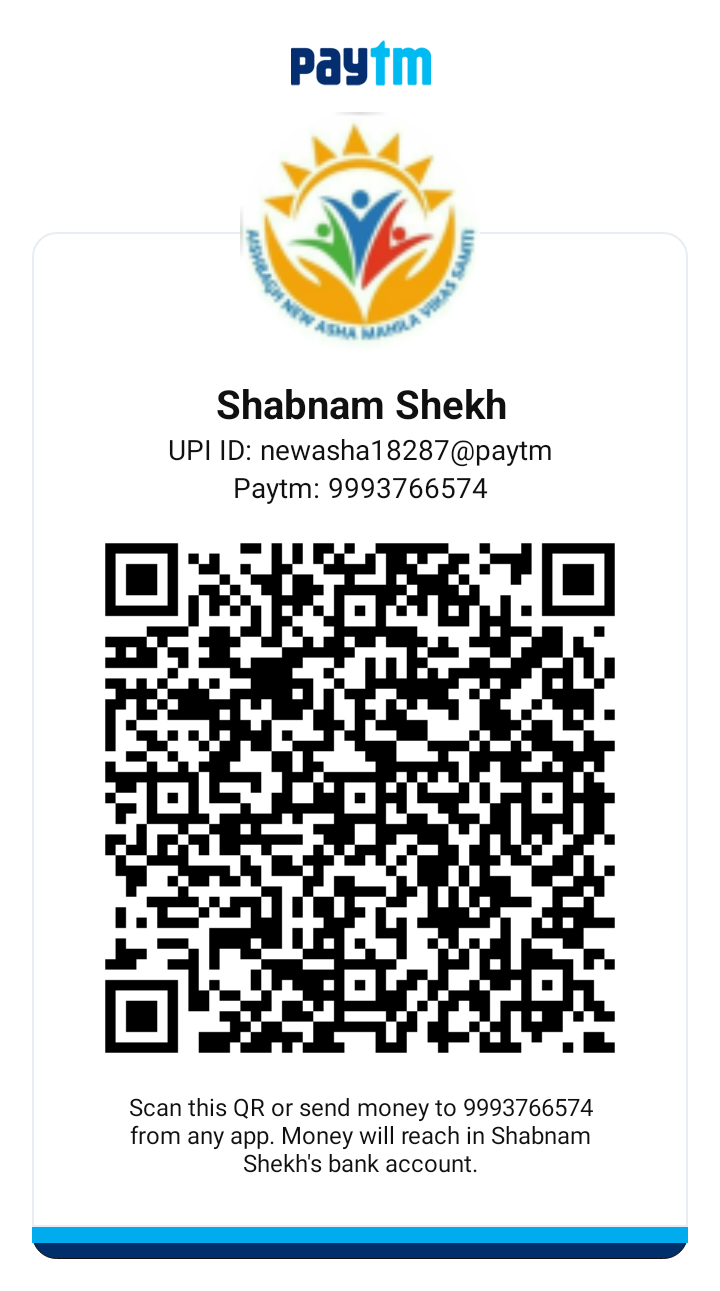 paytm
AISHBAGH NEW ASHA MAHILA VIKAS SAMITI
Shabnam Shekh
UPI ID: newasha18287@paytm
Paytm: 9993766574
Scan this QR or send money to 9993766574
from any app. Money will reach in Shabnam
Shekh's bank account.